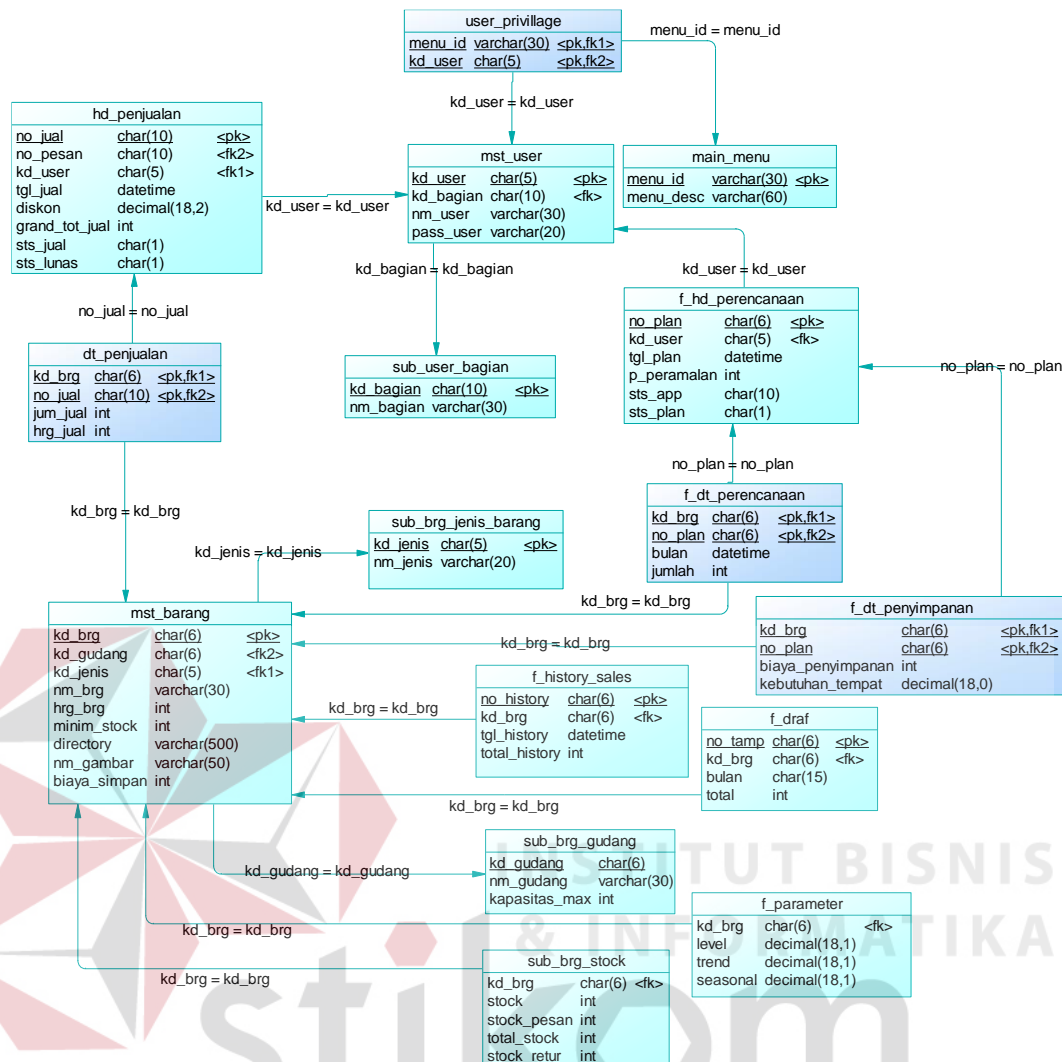 user_privillage
menu_id varchar(30) <pk,fk1>
kd_user char(5) <pk,fk2>
menu_id = menu_id
kd_user = kd_user
hd_penjualan
no_jual char(10) <pk>
no_pesan char(10) <fk2>
kd_user char(5) <fk1>
tgl_jual datetime
diskon decimal(18,2)
grand_tot_jual int
sts_jual char(1)
sts_lunas char(1)
mst_user
kd_user char(5) <pk>
kd_bagian char(10) <fk>
nm_user varchar(30)
pass_user varchar(20)
main_menu
menu_id varchar(30) <pk>
menu_desc varchar(60)
kd_user = kd_user
kd_bagian = kd_bagian
kd_user = kd_user
no_jual = no_jual
f_hd_perencanaan
no_plan char(6) <pk>
kd_user char(5) <fk>
tgl_plan datetime
p_peramalan int
sts_app char(10)
sts_plan char(1)
dt_penjualan
kd_brg char(6) <pk,fk1>
no_jual char(10) <pk,fk2>
jum_jual int
hrg_jual int
sub_user_bagian
kd_bagian char(10) <pk>
nm_bagian varchar(30)
no_plan = no_plan
no_plan = no_plan
f_dt_perencanaan
kd_brg char(6) <pk,fk1>
no_plan char(6) <pk,fk2>
bulan datetime
jumlah int
kd_brg = kd_brg
sub_brg_jenis_barang
kd_jenis char(5) <pk>
nm_jenis varchar(20)
kd_jenis = kd_jenis
kd_brg = kd_brg
mst_barang
kd_brg char(6) <pk>
kd_gudang char(6) <fk2>
kd_jenis char(5) <fk1>
nm_brg varchar(30)
hrg_brg int
minim_stock int
directory varchar(500)
nm_gambar varchar(50)
biaya_simpan int
f_dt_penyimpanan
kd_brg char(6) <pk,fk1>
no_plan char(6) <pk,fk2>
biaya_penyimpanan int
kebutuhan_tempat decimal(18,0)
kd_brg = kd_brg
f_history_sales
no_history char(6) <pk>
kd_brg char(6) <fk>
tgl_history datetime
total_history int
kd_brg = kd_brg
f_draf
no_tamp char(6) <pk>
kd_brg char(6) <fk>
bulan char(15)
total int
kd_brg = kd_brg
sub_brg_gudang
kd_gudang char(6)
nm_gudang varchar(30)
kapasitas_max int
kd_gudang = kd_gudang
INSTITUT BISNIS
& INFORMATIKA
f_parameter
kd_brg char(6) <fk>
level decimal(18,1)
trend decimal(18,1)
seasonal decimal(18,1)
kd_brg = kd_brg
sub_brg_stock
kd_brg char(6) <fk>
stock int
stock_pesan int
total_stock int
stock_retur int
kd_brg = kd_brg
stikom